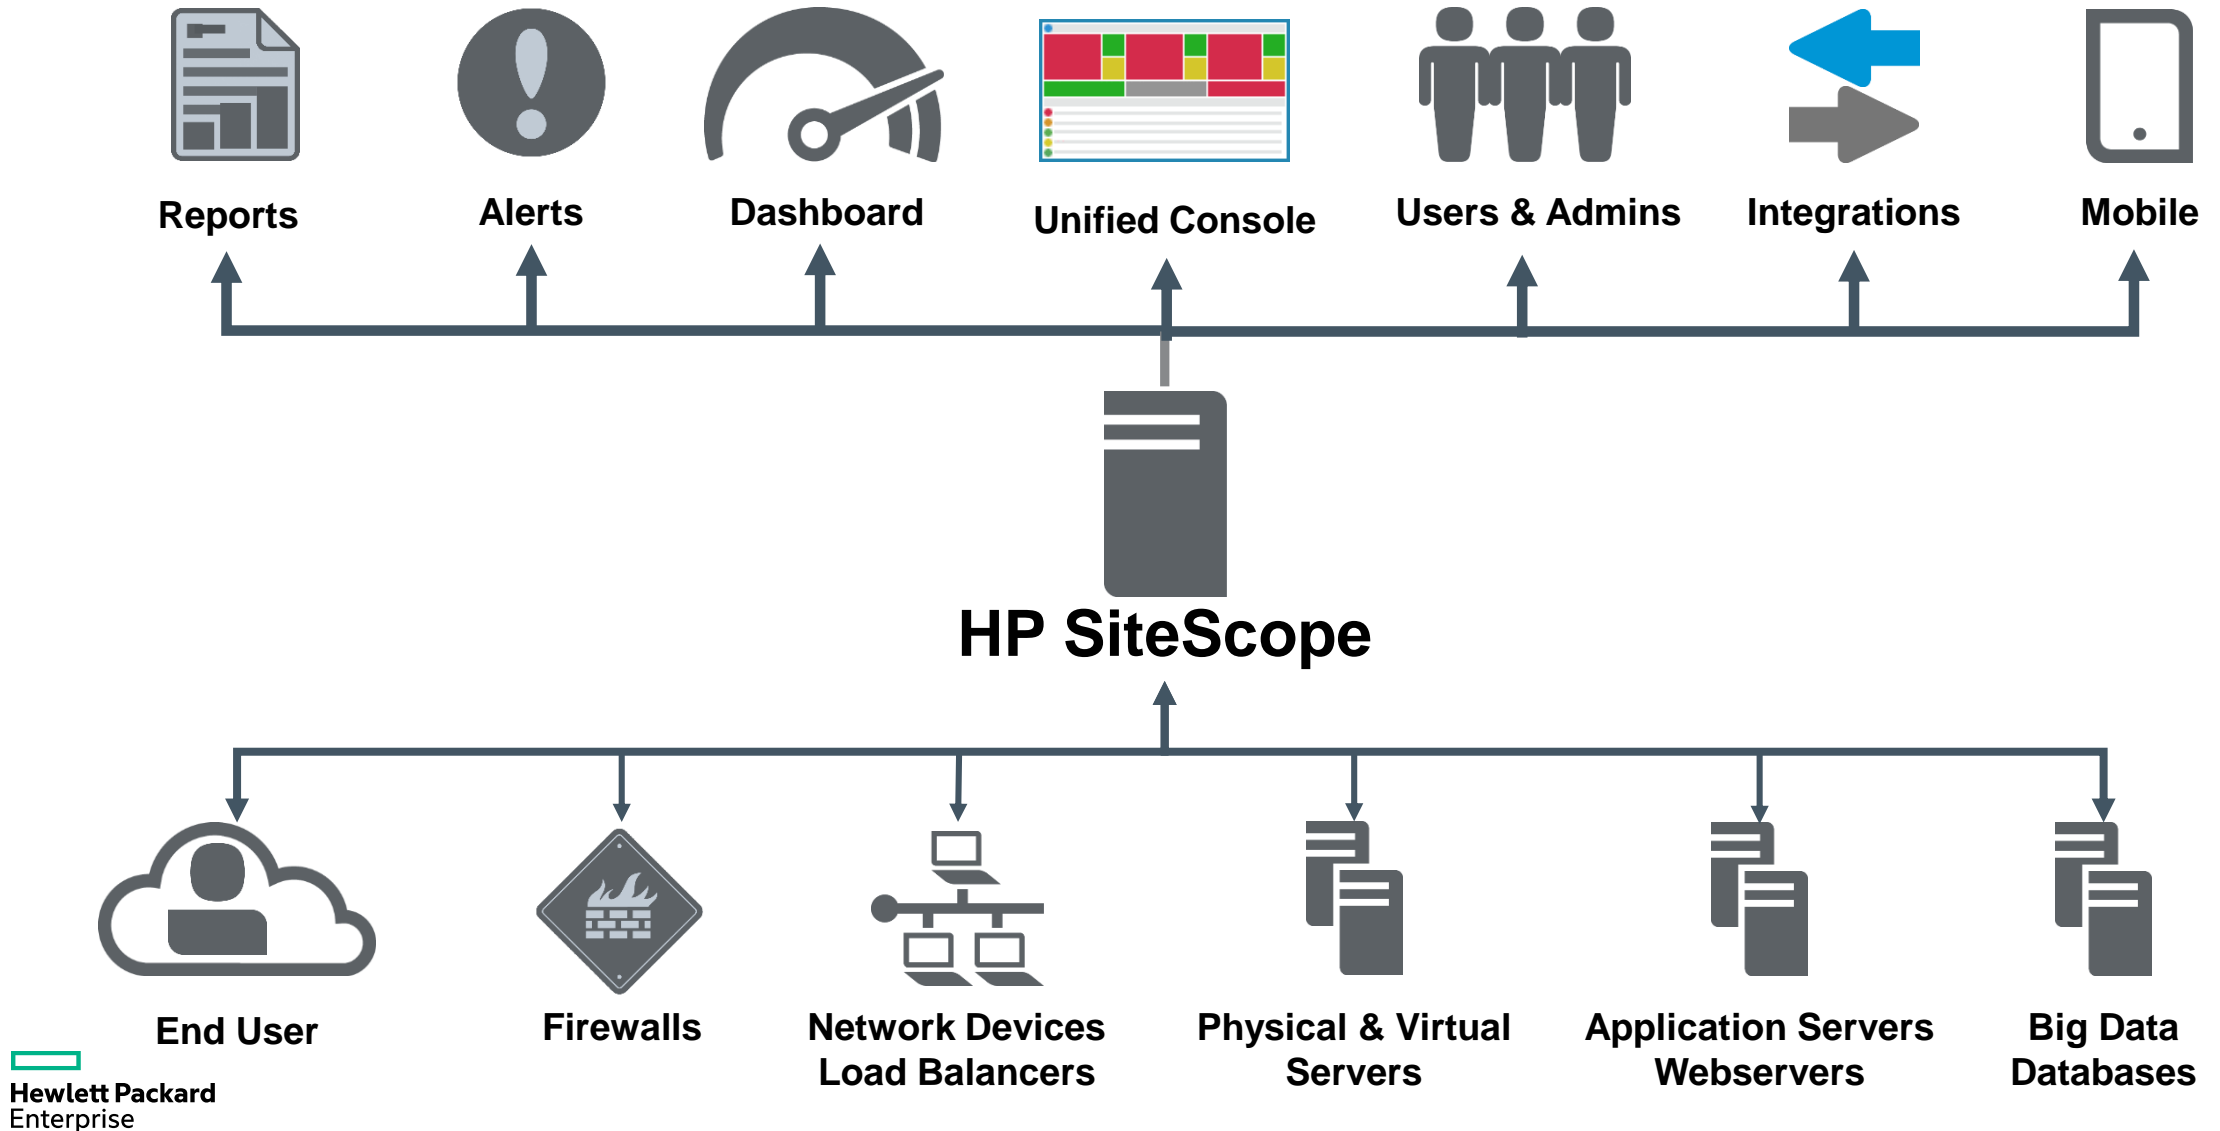 Reports
Alerts
Dashboard
Unified Console
Users & Admins
Integrations
Mobile
HP SiteScope
End User
Firewalls
Network Devices
Load Balancers
Physical & Virtual
Servers
Application Servers
Webservers
Big Data
Databases
Hewlett Packard
Enterprise